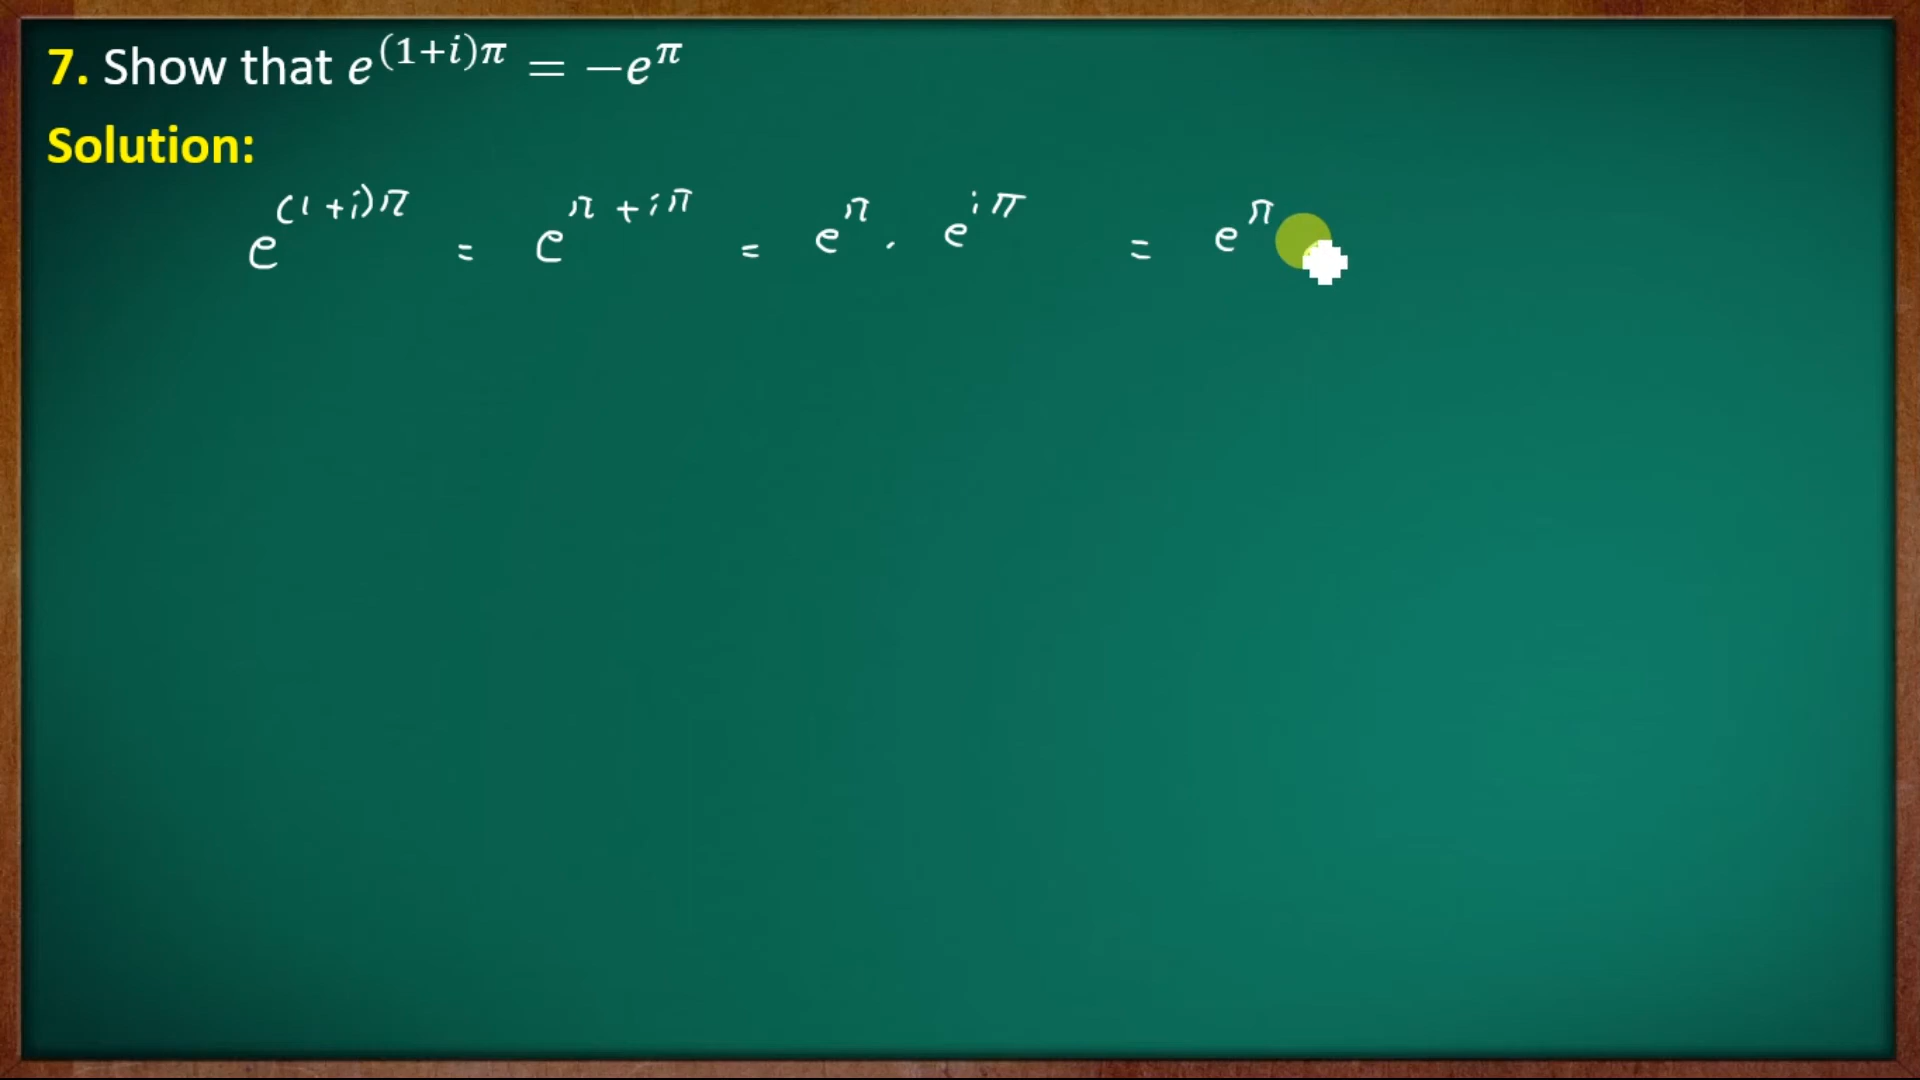 7. Show that e^{(1+i)π} = −e^π
Solution:
e^{(1+i)π} = e^{π+iπ} = e^π . e^{iπ} = e^π